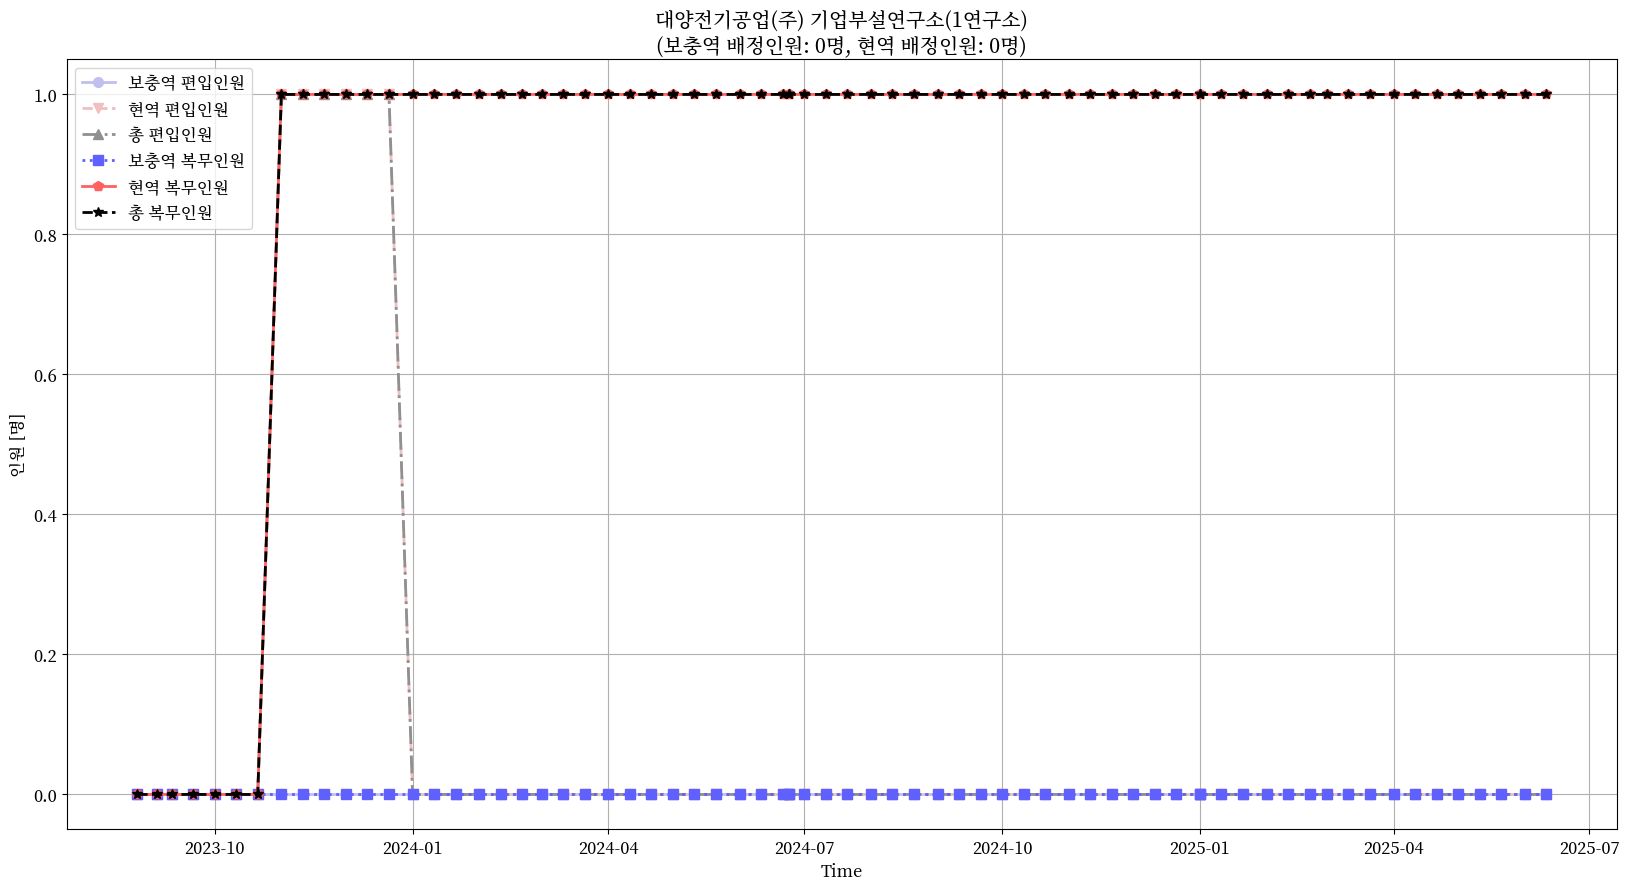 대양전기공업(주) 기업부설연구소(1연구소)
(보충역 배정인원: 0명, 현역 배정인원: 0명)
보충역 편입인원
현역 편입인원
총 편입인원
보충역 복무인원
현역 복무인원
총 복무인원
인원 [명]
1.0
0.8
0.6
0.4
0.2
0.0
2023-10
2024-01
2024-04
2024-07
2024-10
2025-01
2025-04
2025-07
Time